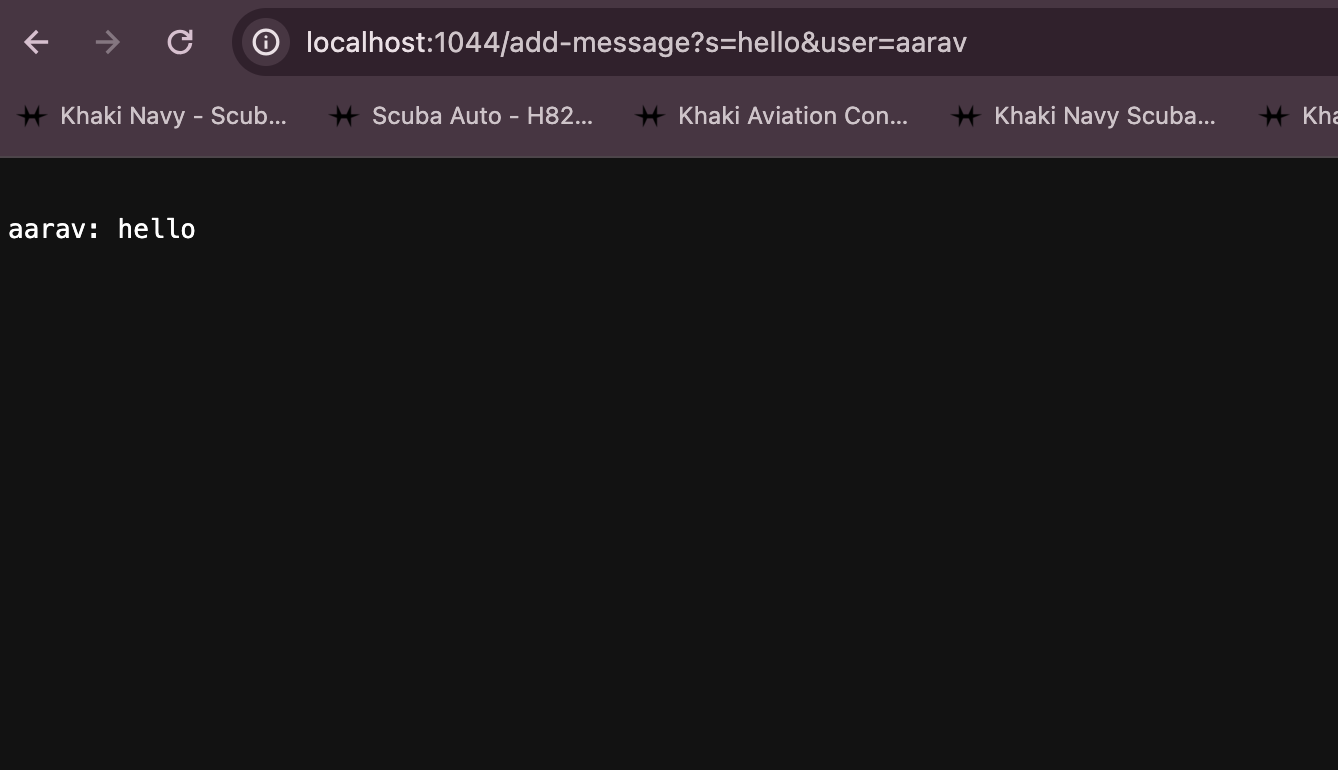 localhost:1044/add-message?s=hello&user=aarav
Khaki Navy - Scub... Scuba Auto - H82... Khaki Aviation Con... Khaki Navy Scuba... Kha
aarav: hello